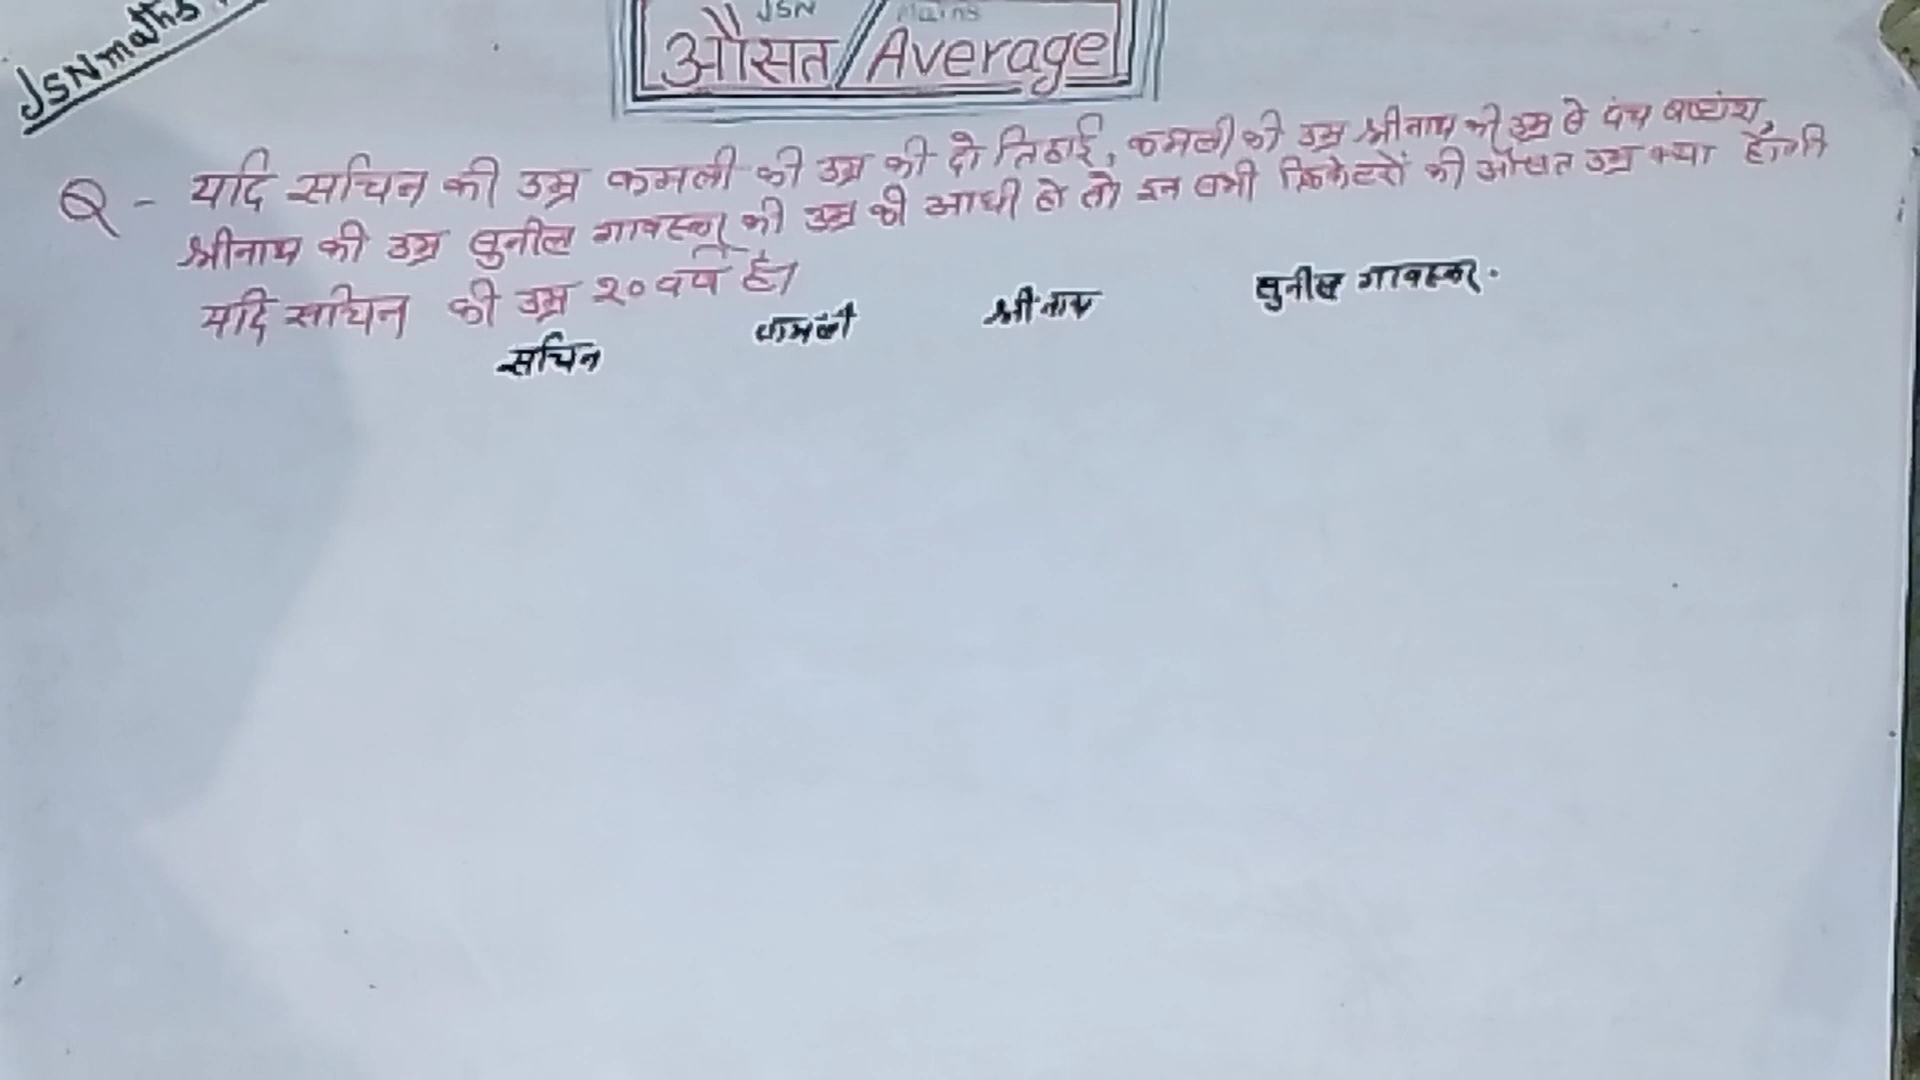 JSNmaths
JSN Mains
औसत/Average
Q - यदि सचिन की उम्र कमली की उम्र की दो तिहाई, कमली की उम्र श्रीनाथ की उम्र के पंच षष्टांश,
श्रीनाथ की उम्र सुनील गावस्कर की उम्र की आधी हो तो इन सभी क्रिकेटरों की औसत उम्र क्या होगी
यदि सचिन की उम्र २० वर्ष है।
सचिन कामली श्रीनाथ सुनील गावस्कर.